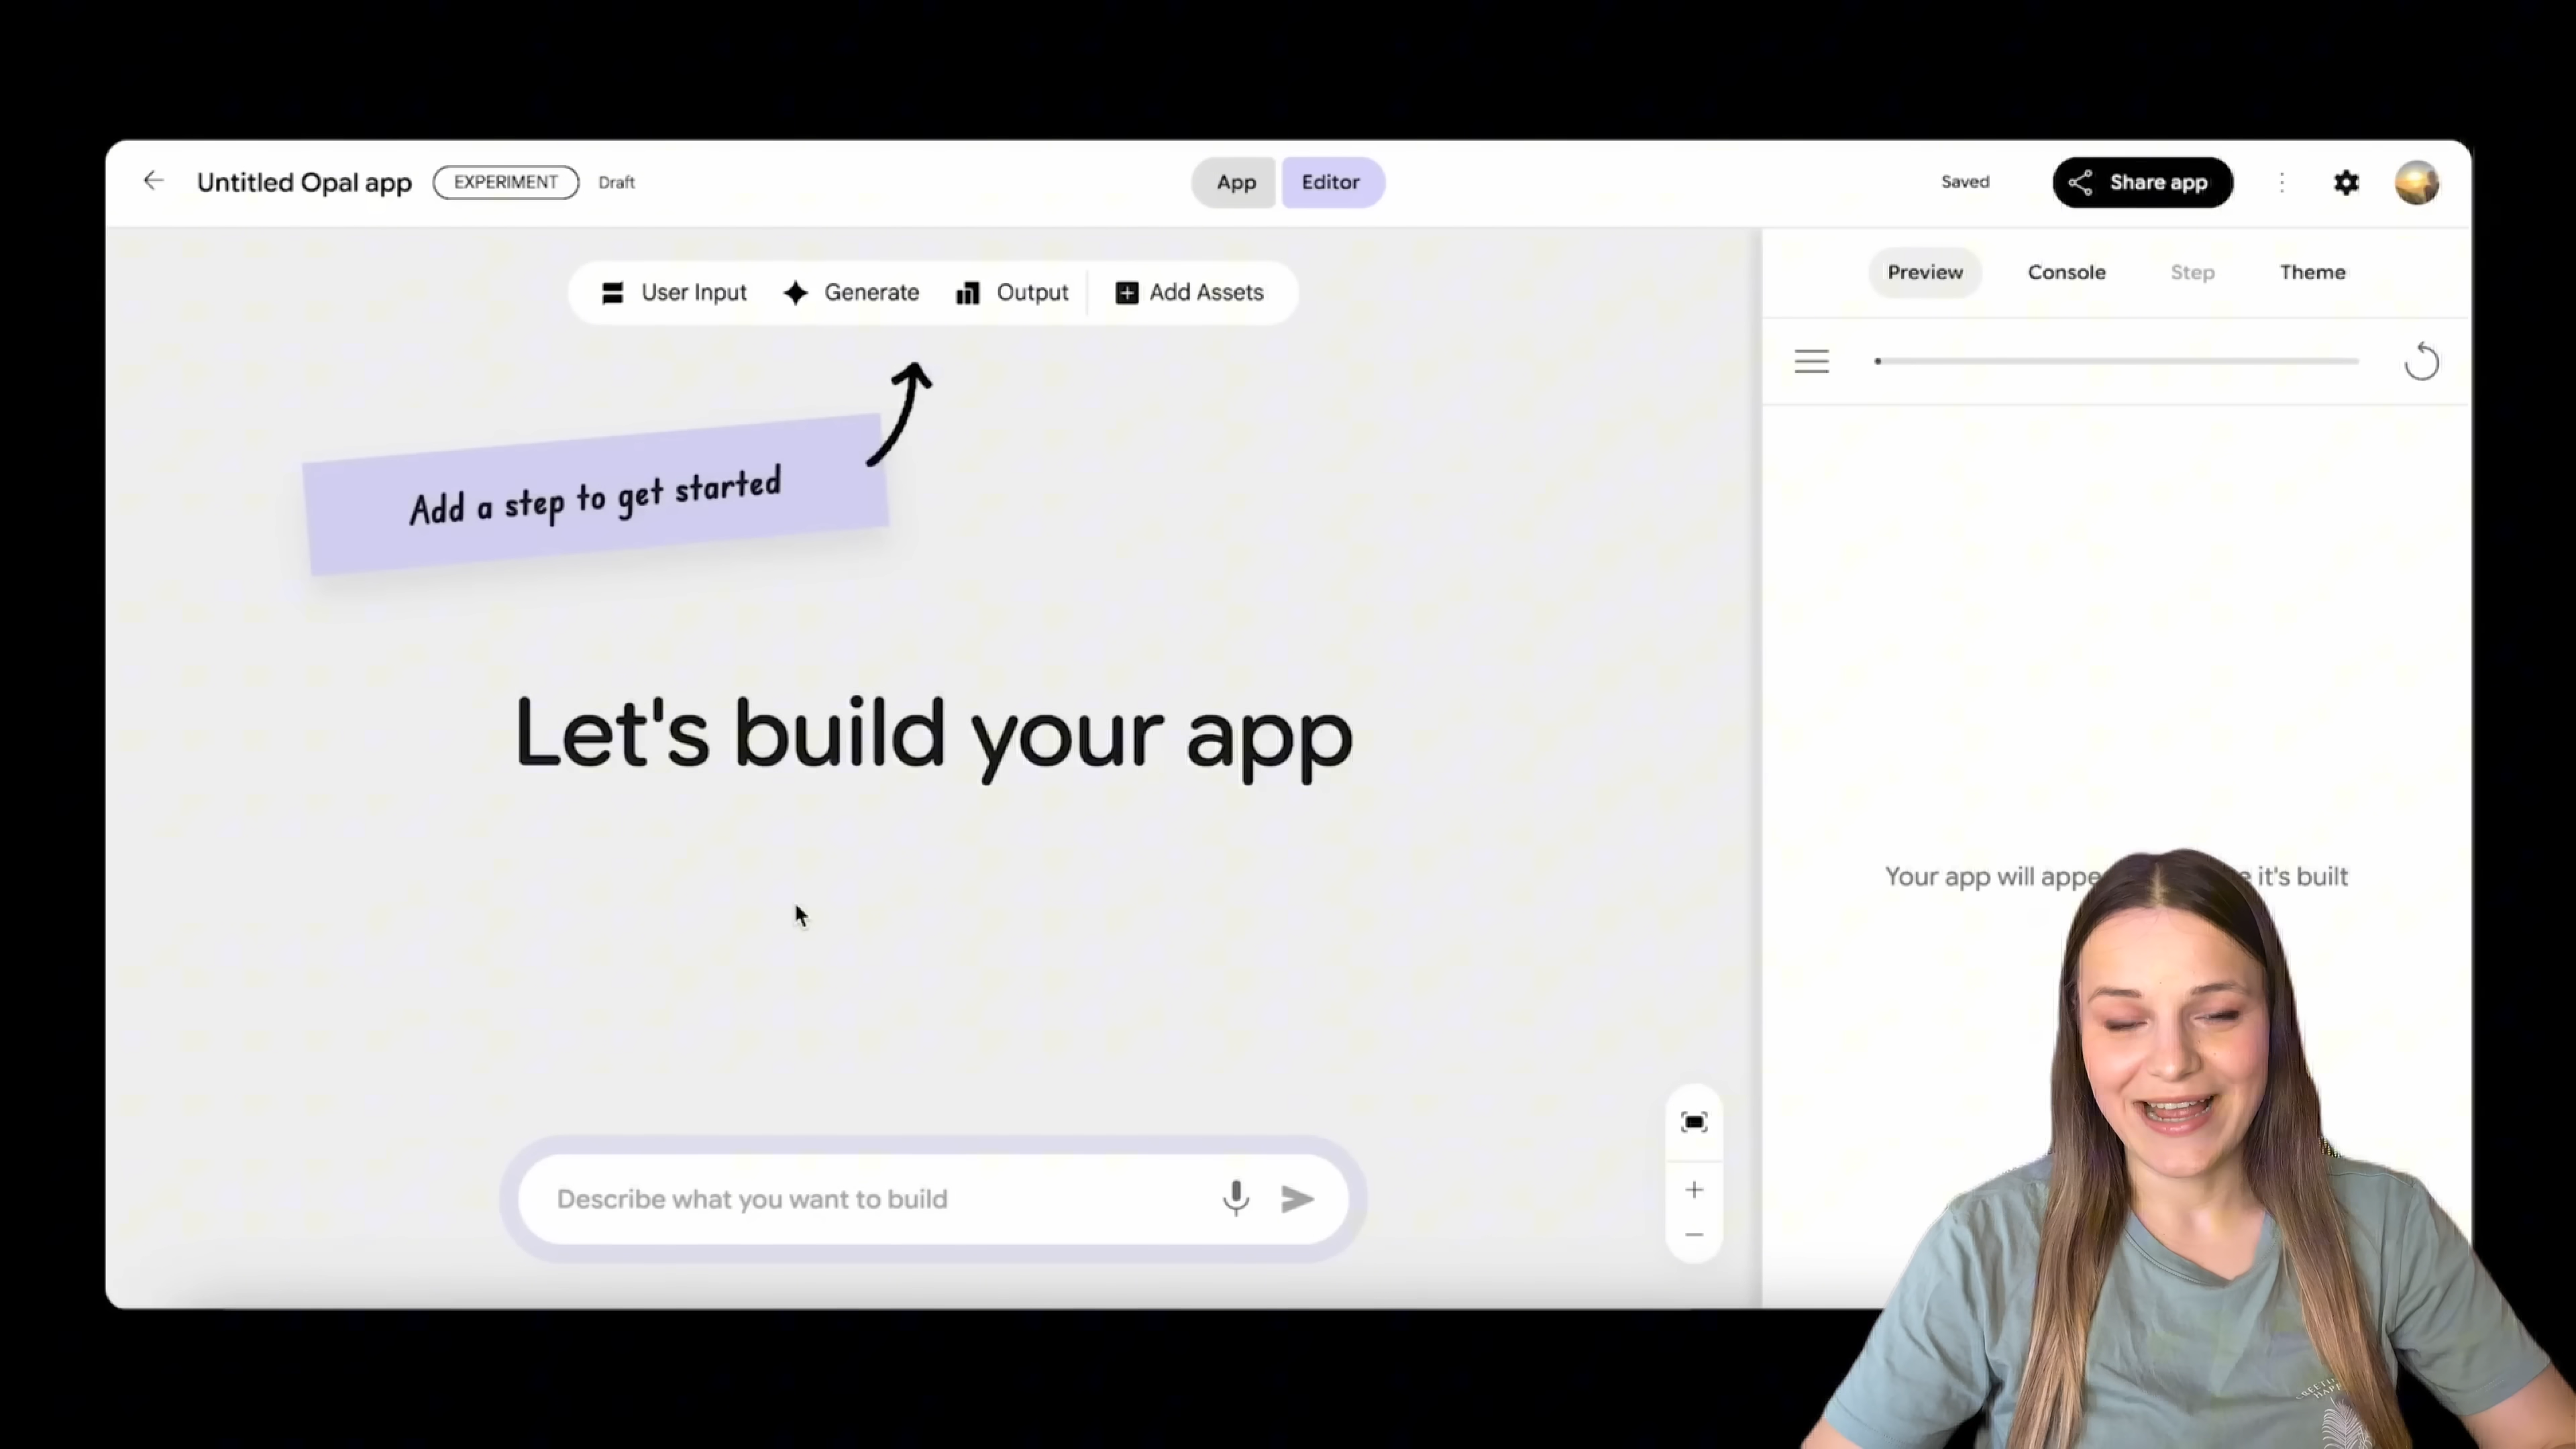 Untitled Opal app EXPERIMENT Draft App Editor Saved Share app
User Input Generate Output Add Assets
Preview Console Step Theme
Add a step to get started
Let's build your app
Your app will appe it's built
Describe what you want to build